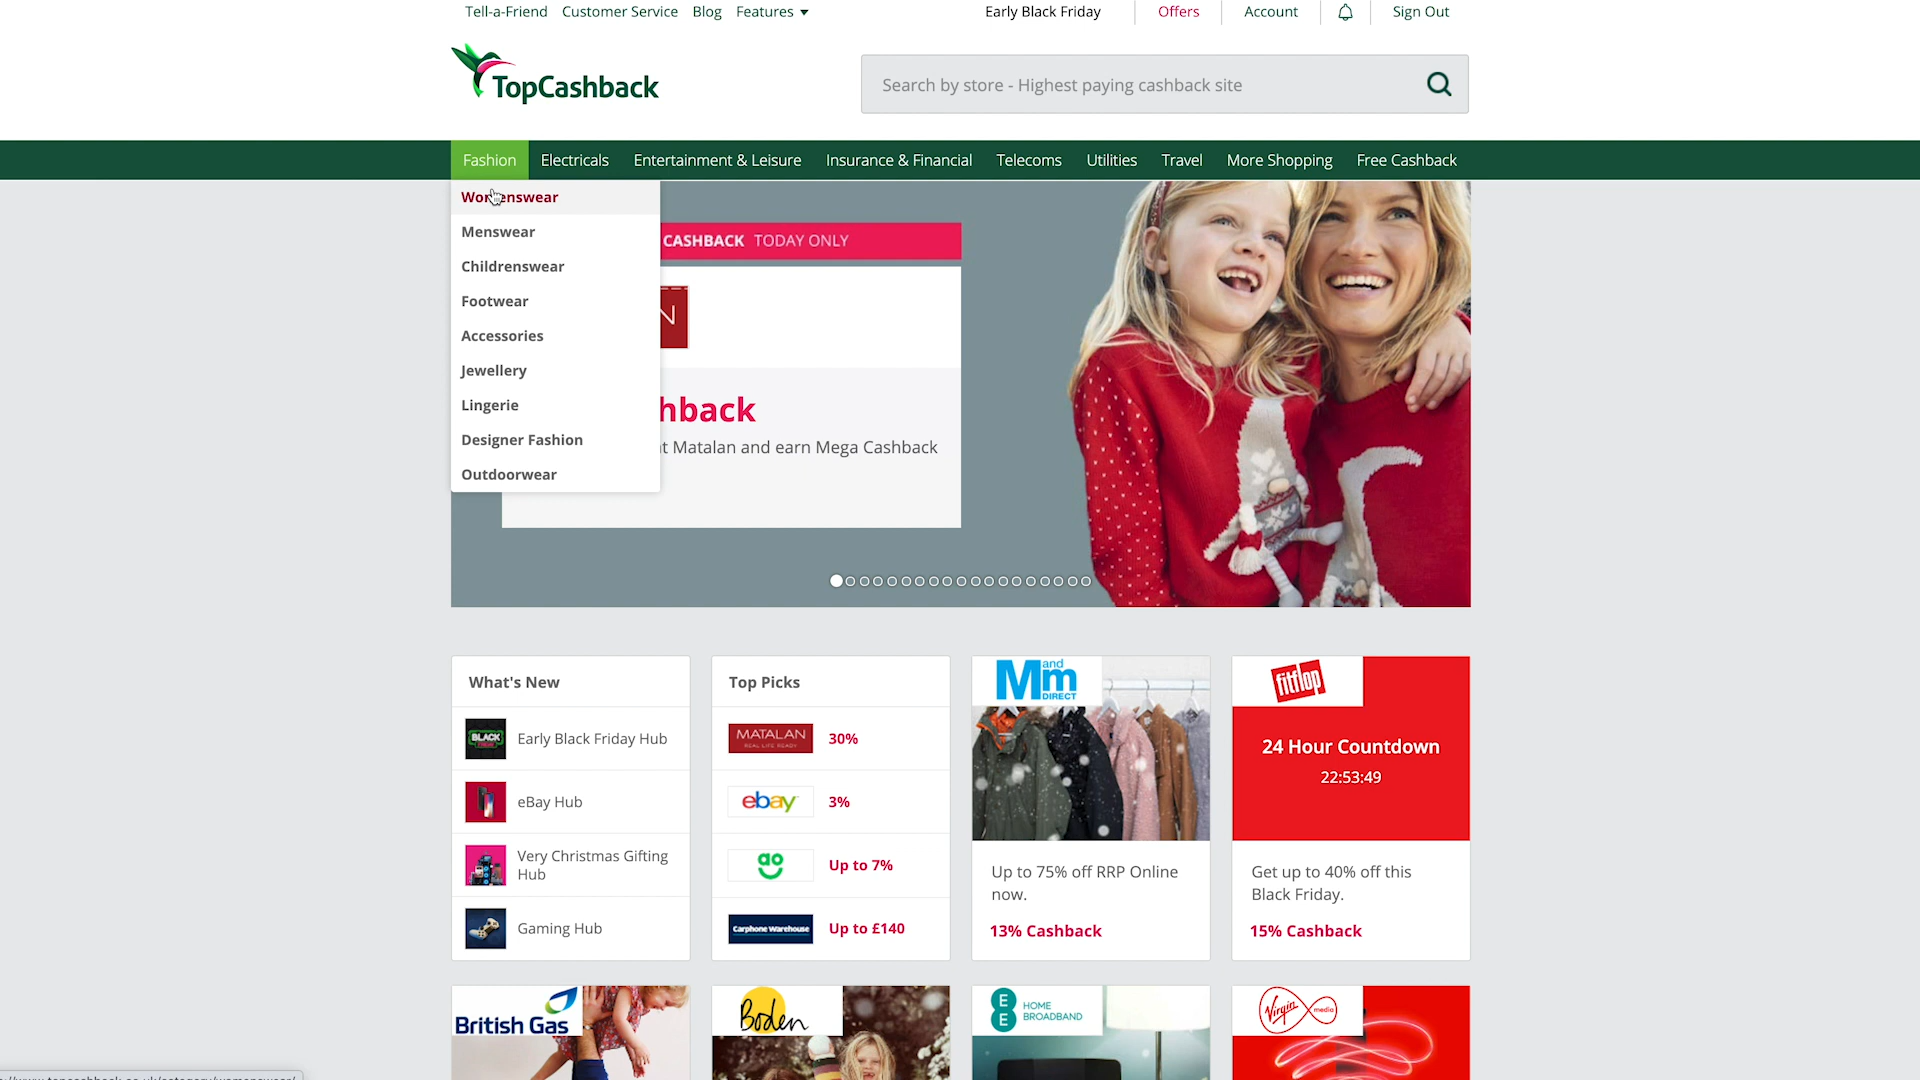 Tell-a-Friend Customer Service Blog Features
Early Black Friday Offers Account Sign Out
TopCashback
Search by store - Highest paying cashback site
Fashion Electricals Entertainment & Leisure Insurance & Financial Telecoms Utilities Travel More Shopping Free Cashback
Womenswear
Menswear
Childrenswear
Footwear
Accessories
Jewellery
Lingerie
Designer Fashion
Outdoorwear
CASHBACK TODAY ONLY
N
hback
t Matalan and earn Mega Cashback
What's New
BLACK
Early Black Friday Hub
eBay Hub
Very Christmas Gifting
Hub
Gaming Hub
Top Picks
MATALAN
REAL LIFE READY
30%
ebay
3%
ao
Up to 7%
Carphone Warehouse
Up to £140
Mm
and
DIRECT
Up to 75% off RRP Online
now.
13% Cashback
fitflop
24 Hour Countdown
22:53:49
Get up to 40% off this
Black Friday.
15% Cashback
British Gas
Boden
EE
HOME
BROADBAND
Virgin
media